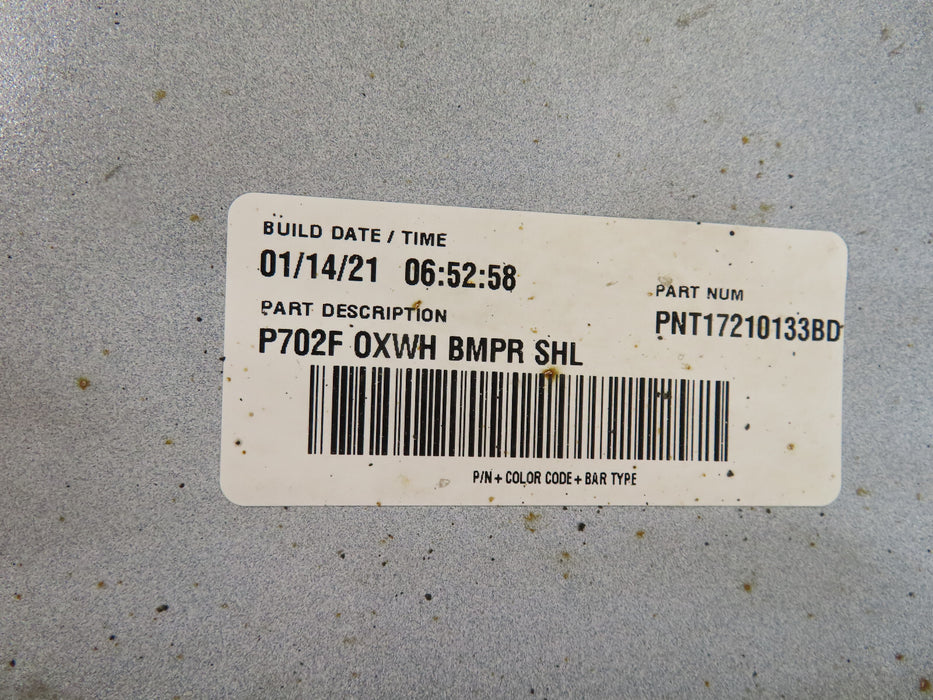 BUILD DATE / TIME
01/14/21 06:52:58
PART NUM
PNT17210133BD
PART DESCRIPTION
P702F OXWH BMPR SHL
P/N + COLOR CODE + BAR TYPE